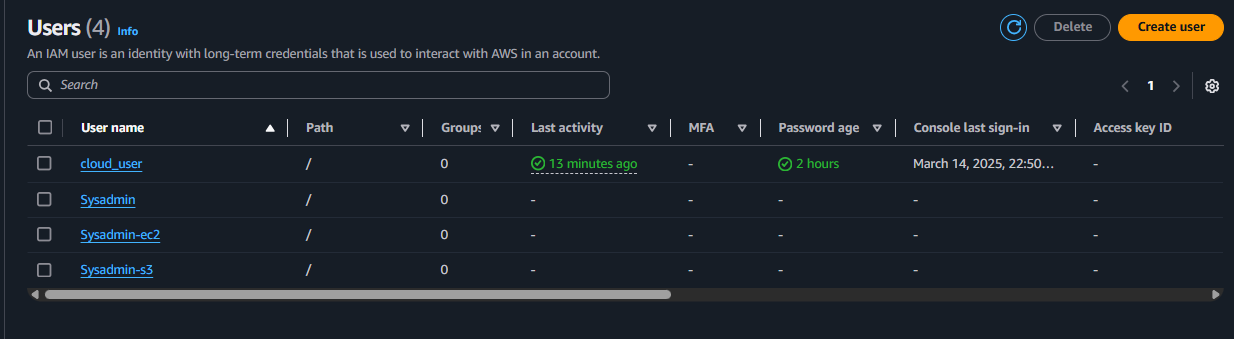 Users (4) Info
Delete Create user
An IAM user is an identity with long-term credentials that is used to interact with AWS in an account.
Search
1
User name Path Groups Last activity MFA Password age Console last sign-in Access key ID
cloud_user / 0 13 minutes ago - 2 hours March 14, 2025, 22:50... -
Sysadmin / 0 - - - - -
Sysadmin-ec2 / 0 - - - - -
Sysadmin-s3 / 0 - - - - -